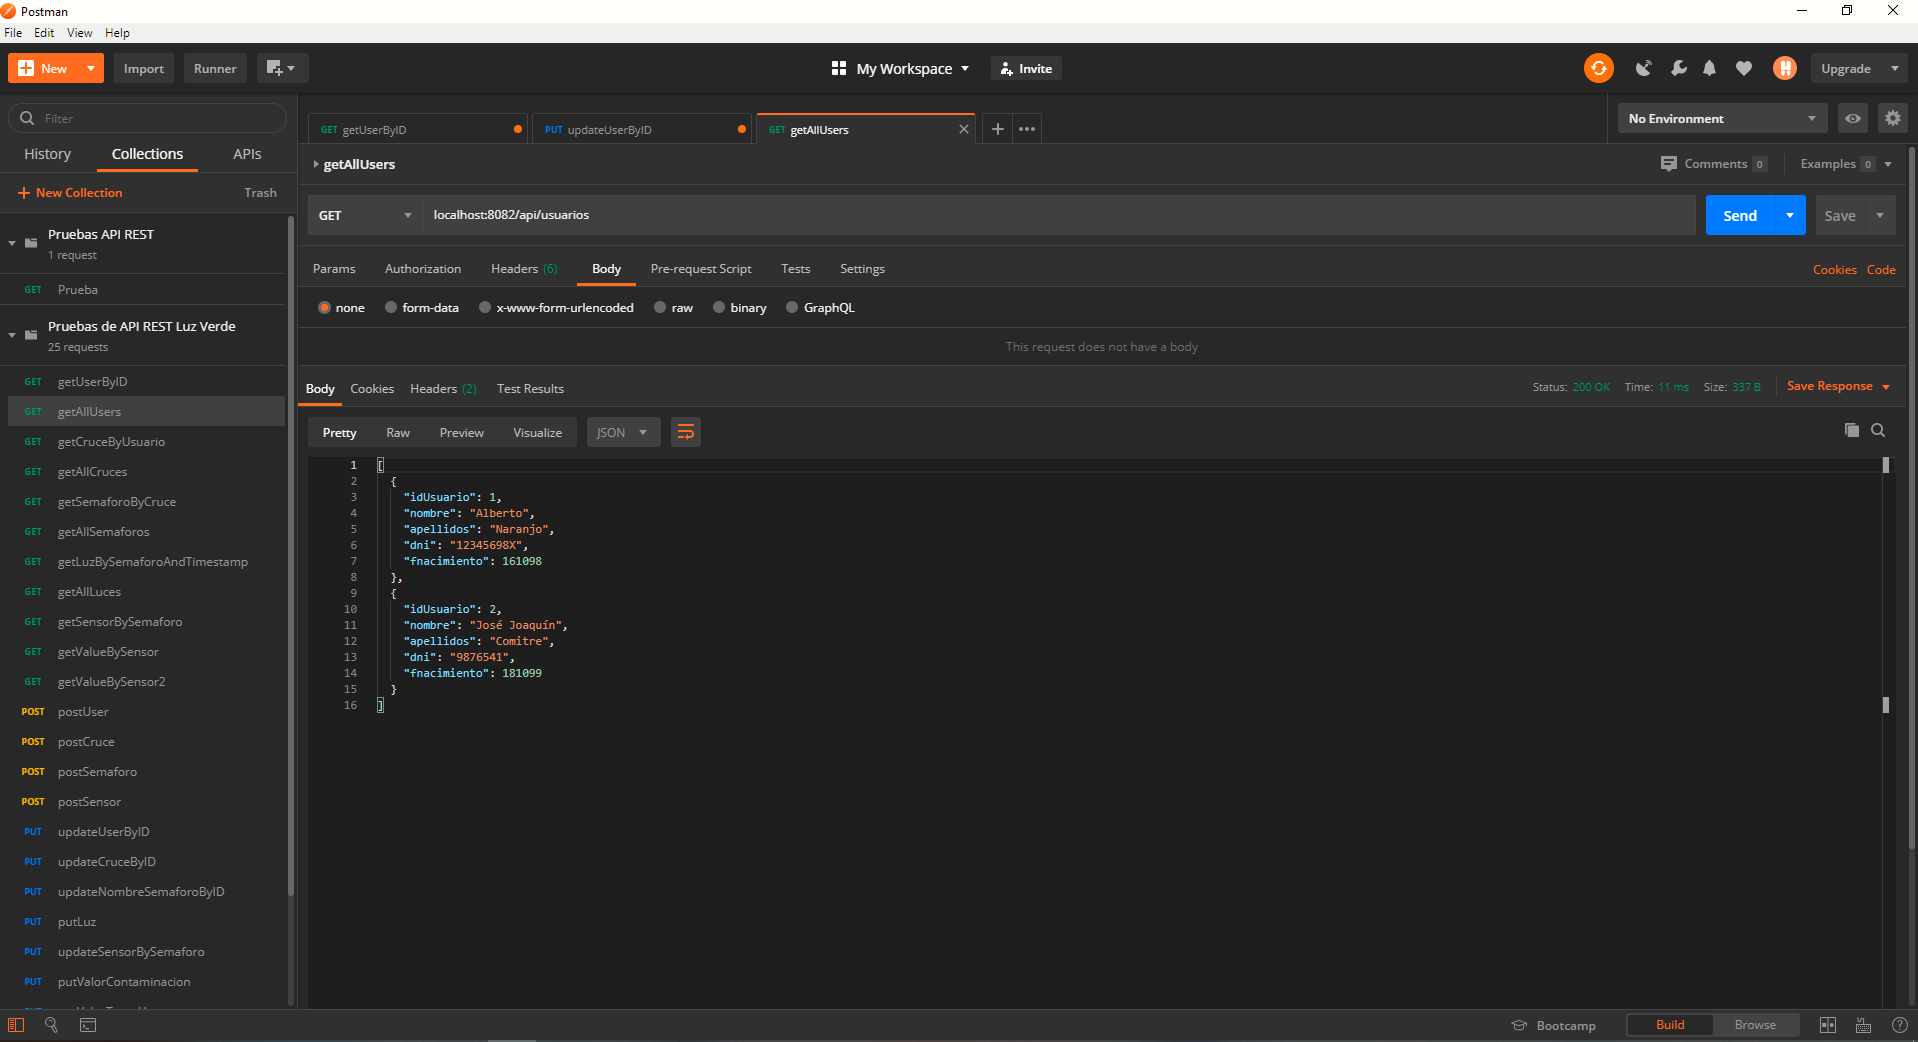 Postman
File Edit View Help
New Import Runner My Workspace Invite Upgrade
Filter
History Collections APIs
New Collection Trash
Pruebas API REST
1 request
GET Prueba
Pruebas de API REST Luz Verde
25 requests
GET getUserByID
GET getAllUsers
GET getCruceByUsuario
GET getAllCruces
GET getSemaforoByCruce
GET getAllSemaforos
GET getLuzBySemaforoAndTimestamp
GET getAllLuces
GET getSensorBySemaforo
GET getValueBySensor
GET getValueBySensor2
POST postUser
POST postCruce
POST postSemaforo
POST postSensor
PUT updateUserByID
PUT updateCruceByID
PUT updateNombreSemaforoByID
PUT putLuz
PUT updateSensorBySemaforo
PUT putValorContaminacion
GET getUserByID PUT updateUserByID GET getAllUsers No Environment
getAllUsers Comments 0 Examples 0
GET localhost:8082/api/usuarios Send Save
Params Authorization Headers (6) Body Pre-request Script Tests Settings Cookies Code
none form-data x-www-form-urlencoded raw binary GraphQL
This request does not have a body
Body Cookies Headers (2) Test Results Status: 200 OK Time: 11 ms Size: 337 B Save Response
Pretty Raw Preview Visualize JSON
1 [
2 {
3 "idUsuario": 1,
4 "nombre": "Alberto",
5 "apellidos": "Naranjo",
6 "dni": "12345698X",
7 "fnacimiento": 161098
8 },
9 {
10 "idUsuario": 2,
11 "nombre": "José Joaquín",
12 "apellidos": "Comitre",
13 "dni": "9876541",
14 "fnacimiento": 181099
15 }
16 ]
Bootcamp Build Browse